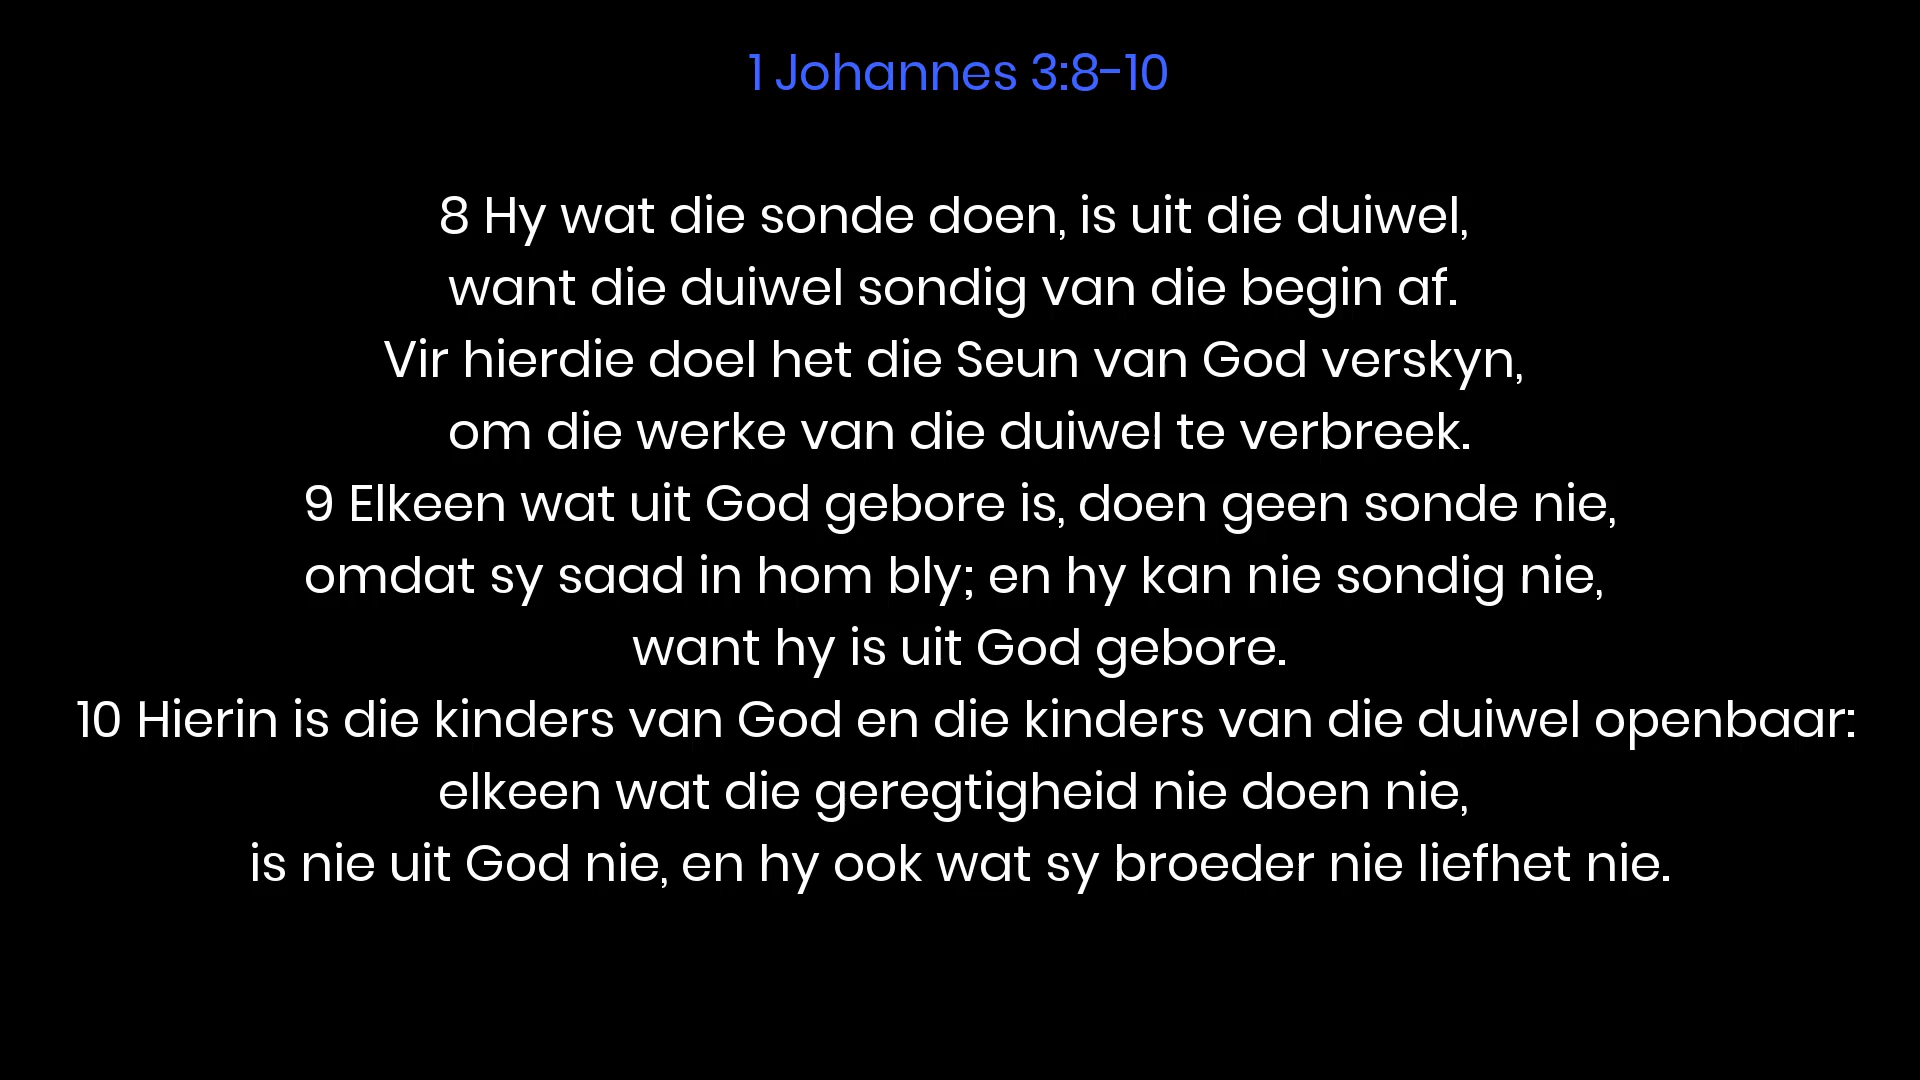 1 Johannes 3:8-10
8 Hy wat die sonde doen, is uit die duiwel,
want die duiwel sondig van die begin af.
Vir hierdie doel het die Seun van God verskyn,
om die werke van die duiwel te verbreek.
9 Elkeen wat uit God gebore is, doen geen sonde nie,
omdat sy saad in hom bly; en hy kan nie sondig nie,
want hy is uit God gebore.
10 Hierin is die kinders van God en die kinders van die duiwel openbaar:
elkeen wat die geregtigheid nie doen nie,
is nie uit God nie, en hy ook wat sy broeder nie liefhet nie.